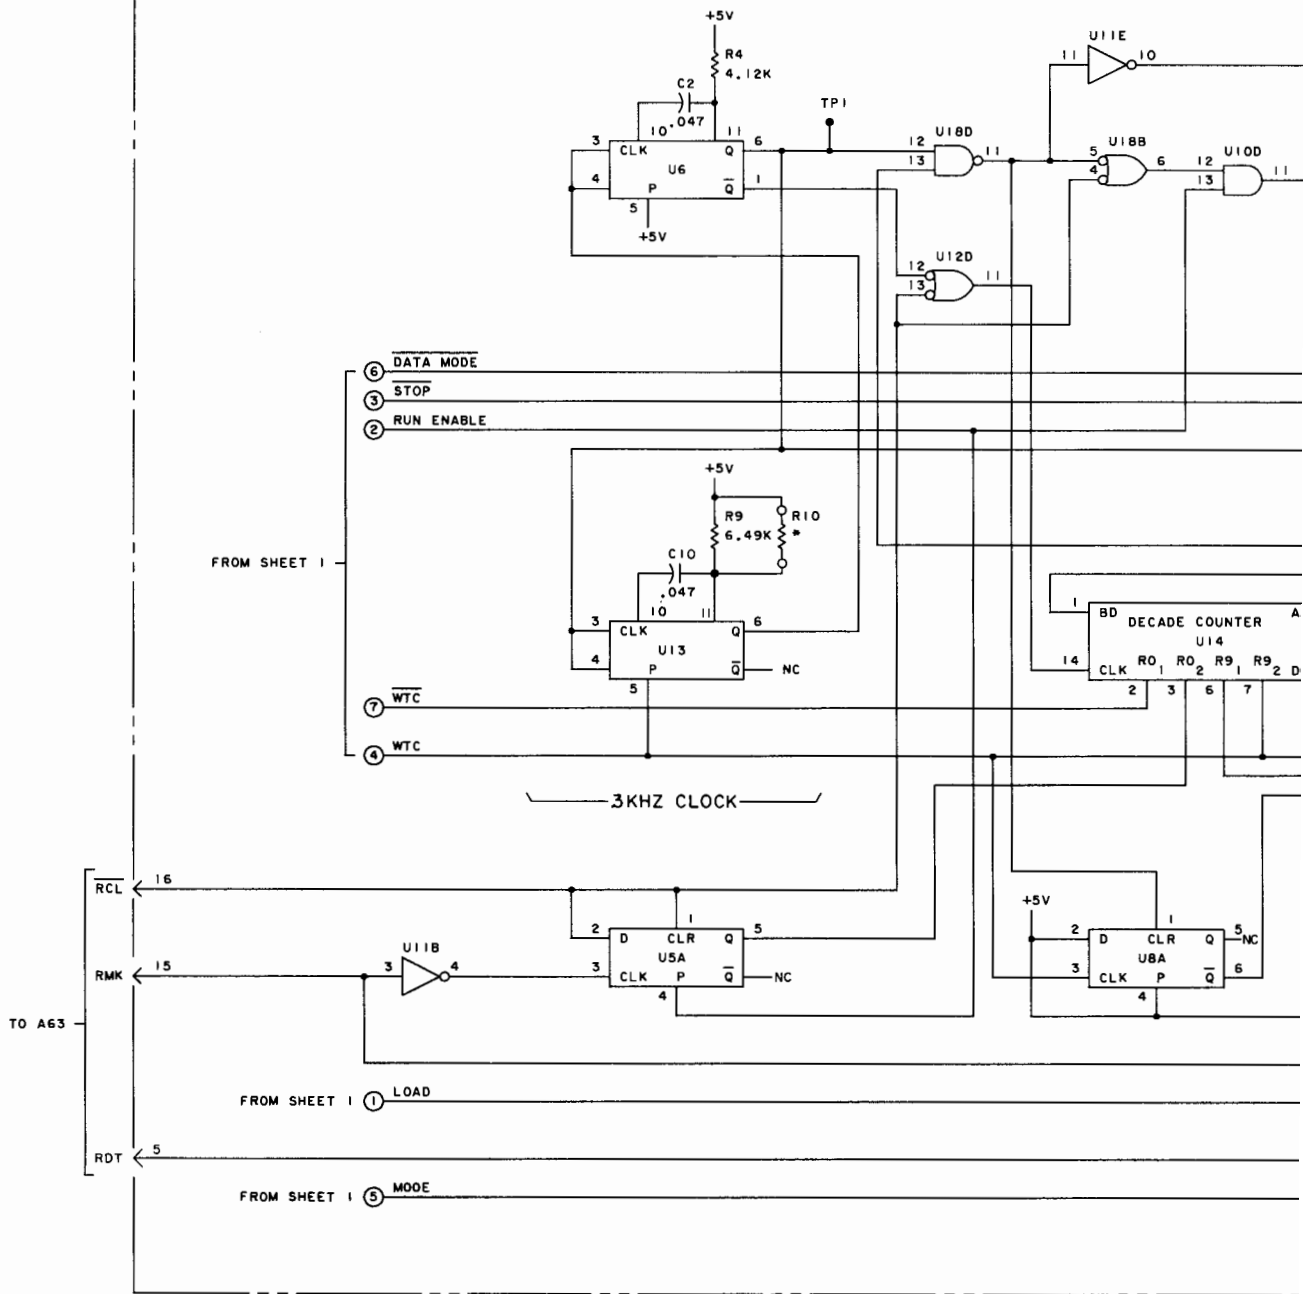 +5V
R4
4.12K
C2
.047
10
11
3
CLK
Q
6
U6
4
P
Q
1
5
+5V
TP1
12
U18D
13
11
U11E
11
10
5
U18B
4
6
U10D
12
13
11
12
U12D
13
11
6
DATA MODE
3
STOP
2
RUN ENABLE
FROM SHEET 1
+5V
R9
6.49K
R10
*
C10
.047
10
11
3
CLK
Q
6
U13
4
P
Q
NC
5
7
WTC
4
WTC
3KHZ CLOCK
1
BD
DECADE COUNTER
A
U14
14
CLK
RO1
RO2
R91
R92
D
2
3
6
7
RCL
16
RMK
15
U11B
3
4
1
2
D
CLR
Q
5
U5A
3
CLK
P
Q
NC
4
+5V
1
2
D
CLR
Q
5
NC
U8A
3
CLK
P
Q
6
4
TO A63
FROM SHEET 1
1
LOAD
RDT
5
FROM SHEET 1
5
MODE